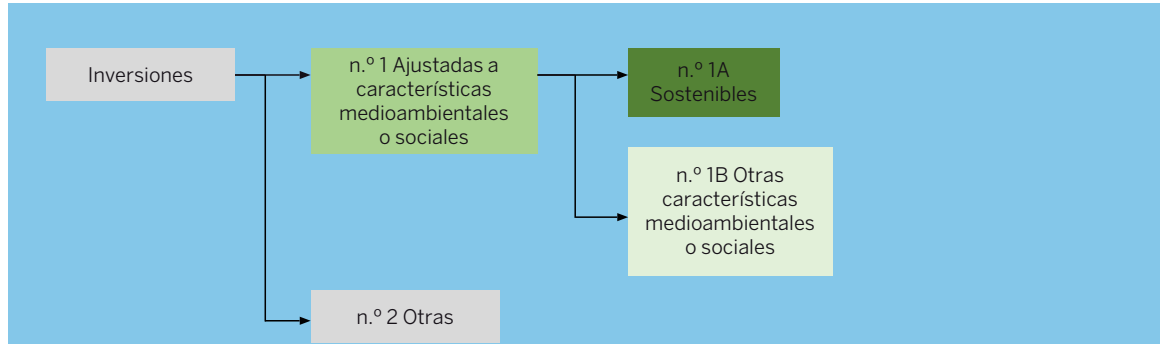 Inversiones
n.º 1 Ajustadas a
características
medioambientales
o sociales
n.º 1A
Sostenibles
n.º 1B Otras
características
medioambientales
o sociales
n.º 2 Otras